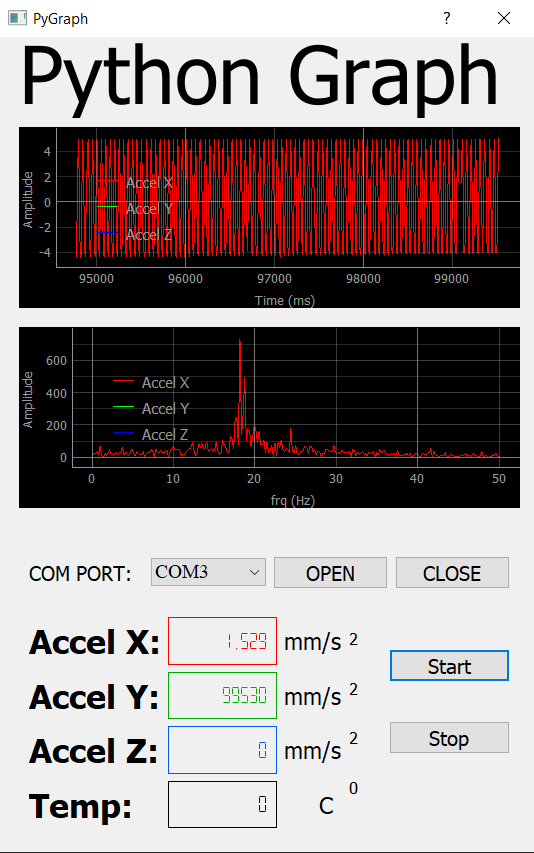 PyGraph ?
Python Graph
Amplitude
4
2
0
-2
-4
Accel X
Accel Y
Accel Z
95000 96000 97000 98000 99000
Time (ms)
Amplitude
600
400
200
0
Accel X
Accel Y
Accel Z
0 10 20 30 40 50
frq (Hz)
COM PORT: COM3 OPEN CLOSE
Accel X: 1.529 mm/s 2
Start
Accel Y: 99530 mm/s 2
Accel Z: 0 mm/s 2
Stop
Temp: 0 C 0